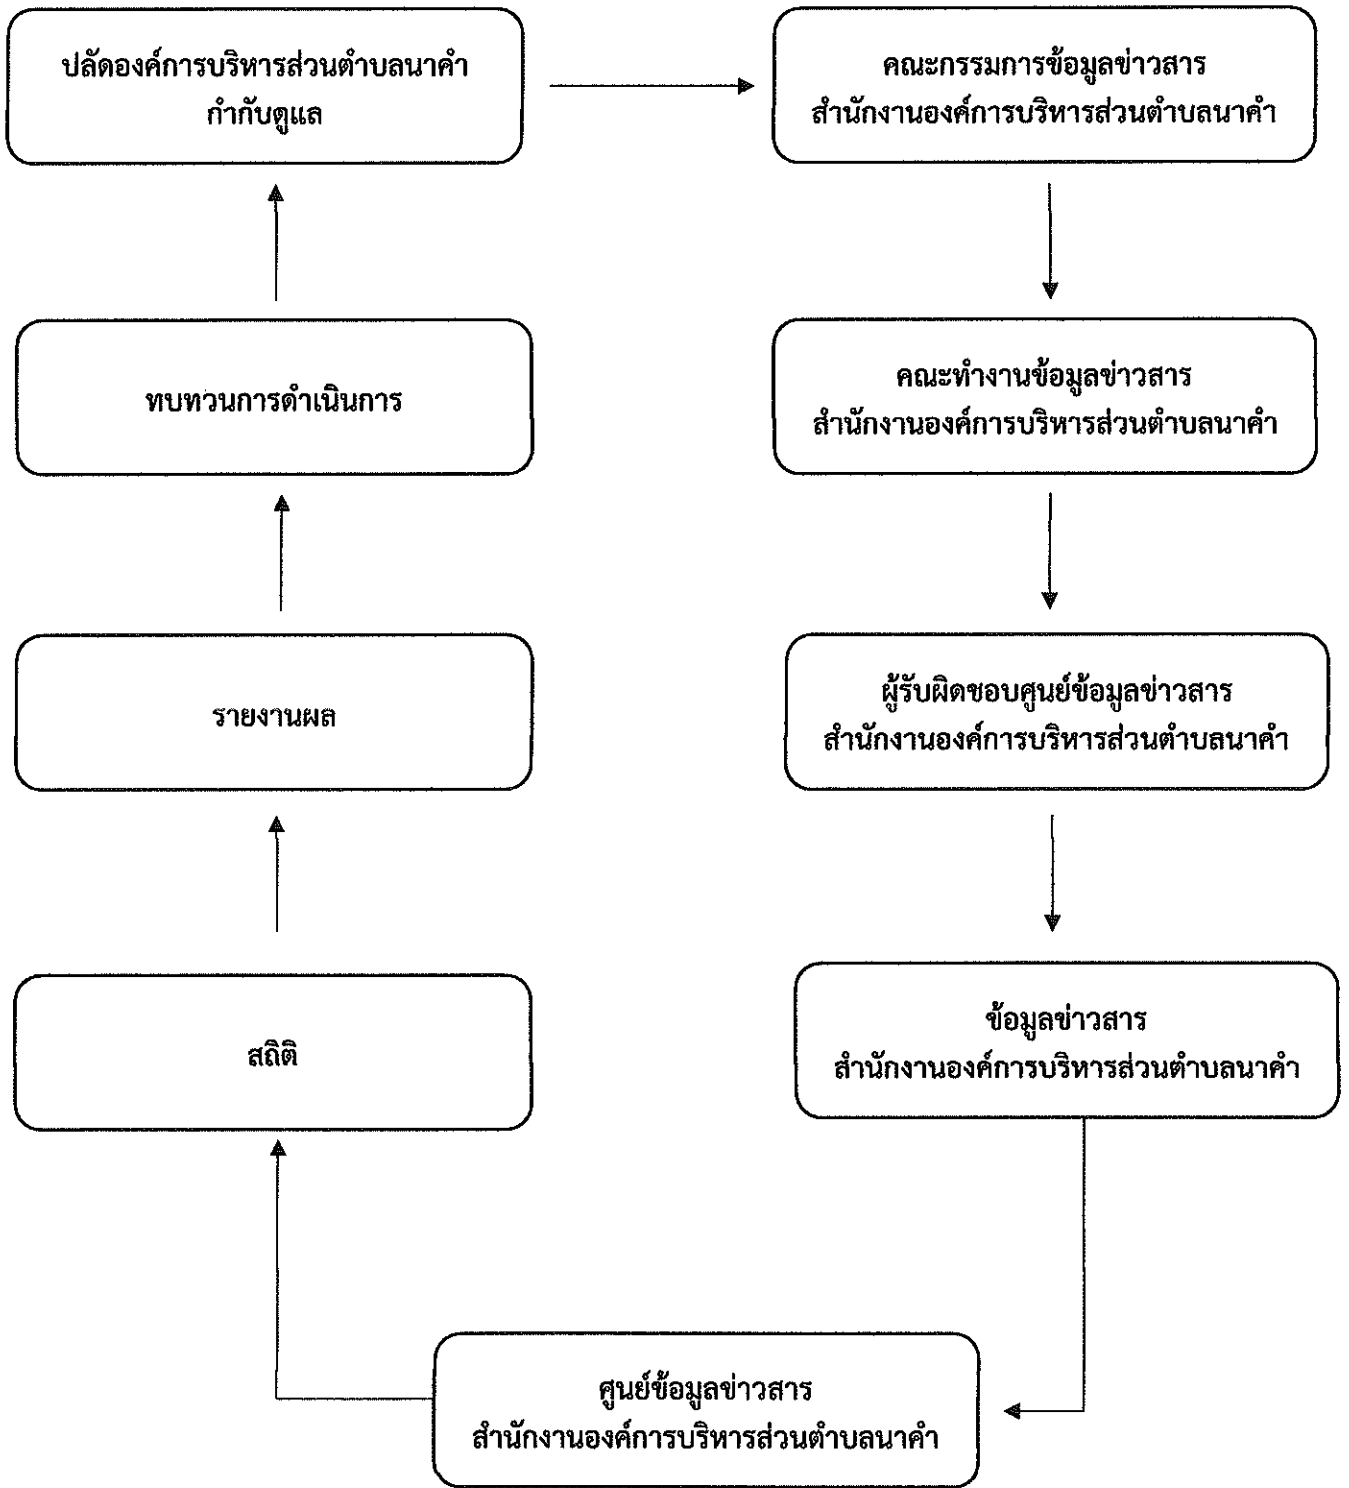 ปลัดองค์การบริหารส่วนตำบลนาคำ
กำกับดูแล
คณะกรรมการข้อมูลข่าวสาร
สำนักงานองค์การบริหารส่วนตำบลนาคำ
ทบทวนการดำเนินการ
คณะทำงานข้อมูลข่าวสาร
สำนักงานองค์การบริหารส่วนตำบลนาคำ
รายงานผล
ผู้รับผิดชอบศูนย์ข้อมูลข่าวสาร
สำนักงานองค์การบริหารส่วนตำบลนาคำ
สถิติ
ข้อมูลข่าวสาร
สำนักงานองค์การบริหารส่วนตำบลนาคำ
ศูนย์ข้อมูลข่าวสาร
สำนักงานองค์การบริหารส่วนตำบลนาคำ